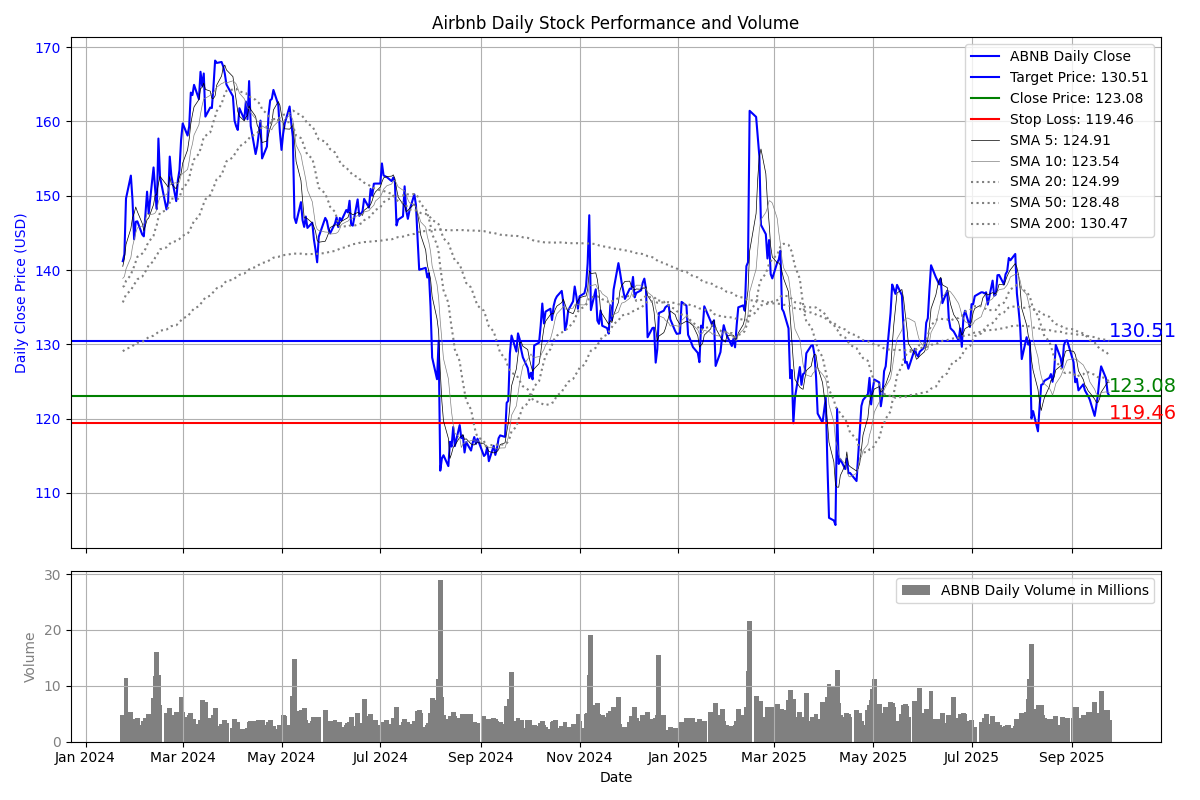 Airbnb Daily Stock Performance and Volume
170
160
150
140
130
120
110
Daily Close Price (USD)
ABNB Daily Close
Target Price: 130.51
Close Price: 123.08
Stop Loss: 119.46
SMA 5: 124.91
SMA 10: 123.54
SMA 20: 124.99
SMA 50: 128.48
SMA 200: 130.47
130.51
123.08
119.46
30
20
10
0
Volume
ABNB Daily Volume in Millions
Jan 2024 Mar 2024 May 2024 Jul 2024 Sep 2024 Nov 2024 Jan 2025 Mar 2025 May 2025 Jul 2025 Sep 2025
Date